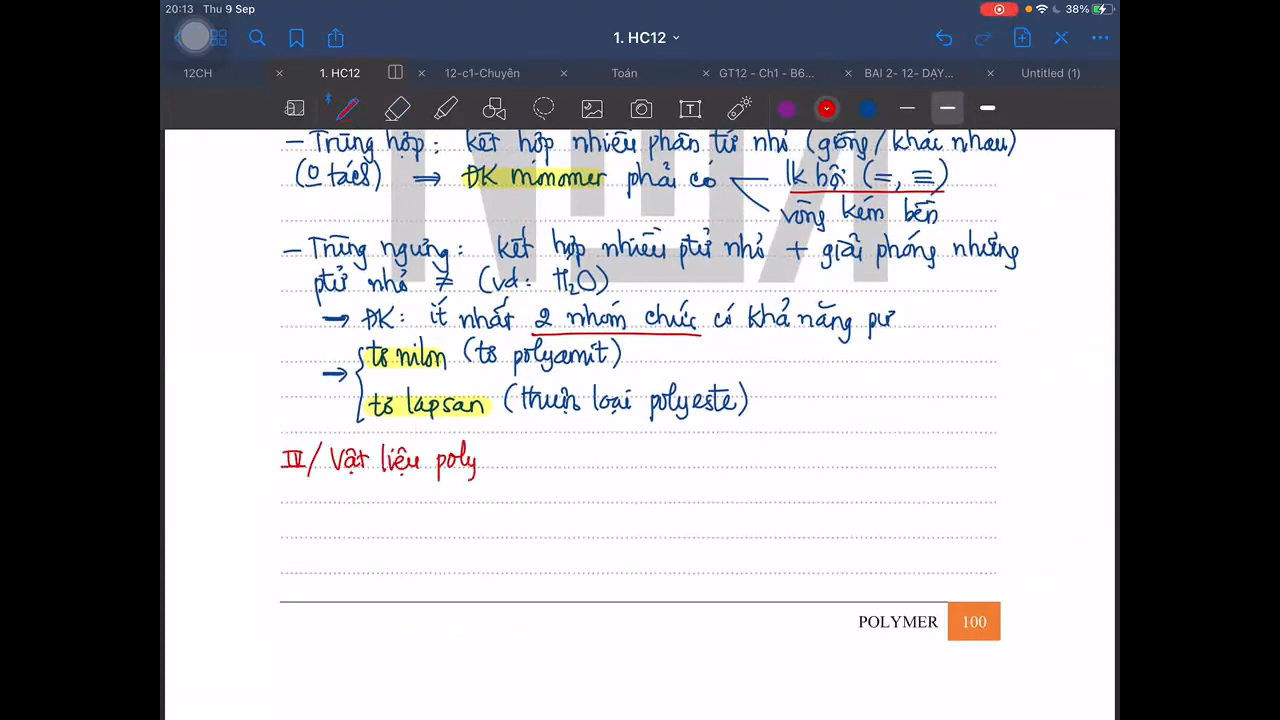 20:13 Thu 9 Sep
38%
1. HC12
12CH
1. HC12
12-c1-Chuyên
Toán
GT12 - Ch1 - B6...
BAI 2- 12- DẠY...
Untitled (1)
- Trùng hợp: kết hợp nhiều phân tử nhỏ (giống/khác nhau)
(0 tách) ⇒ ĐK monomer phải có lk bội (=, ≡)
vòng kém bền
- Trùng ngưng: kết hợp nhiều ptử nhỏ + giải phóng những
ptử nhỏ ≠ (vd: H₂O)
→ ĐK: ít nhất 2 nhóm chức có khả năng pư
→ tơ nilon (tơ polyamit)
tơ lapsan (thuộc loại polyeste)
IV/ Vật liệu poly
POLYMER 100